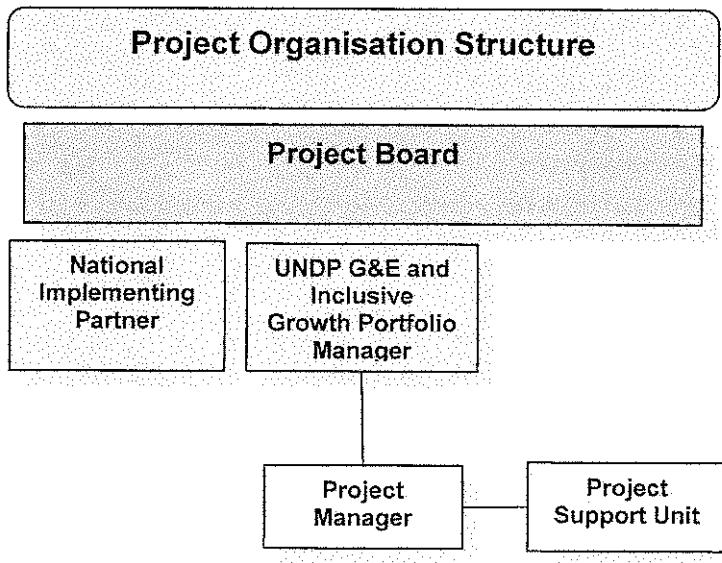 Project Organisation Structure
Project Board
National
Implementing
Partner
UNDP G&E and
Inclusive
Growth Portfolio
Manager
Project
Manager
Project
Support Unit